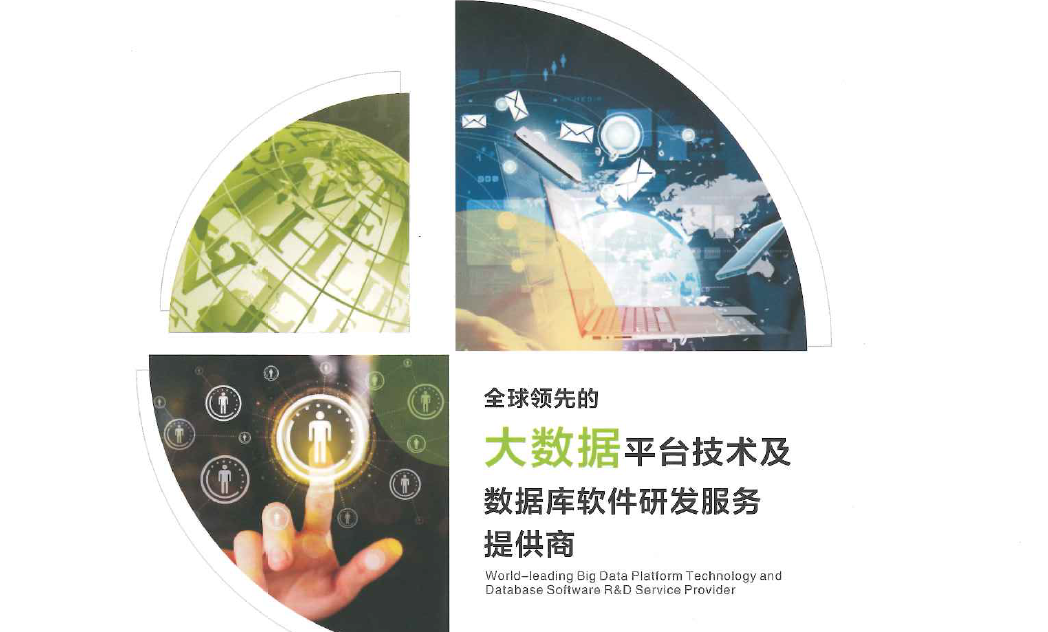 全球领先的
大数据平台技术及
数据库软件研发服务
提供商
World-leading Big Data Platform Technology and
Database Software R&D Service Provider